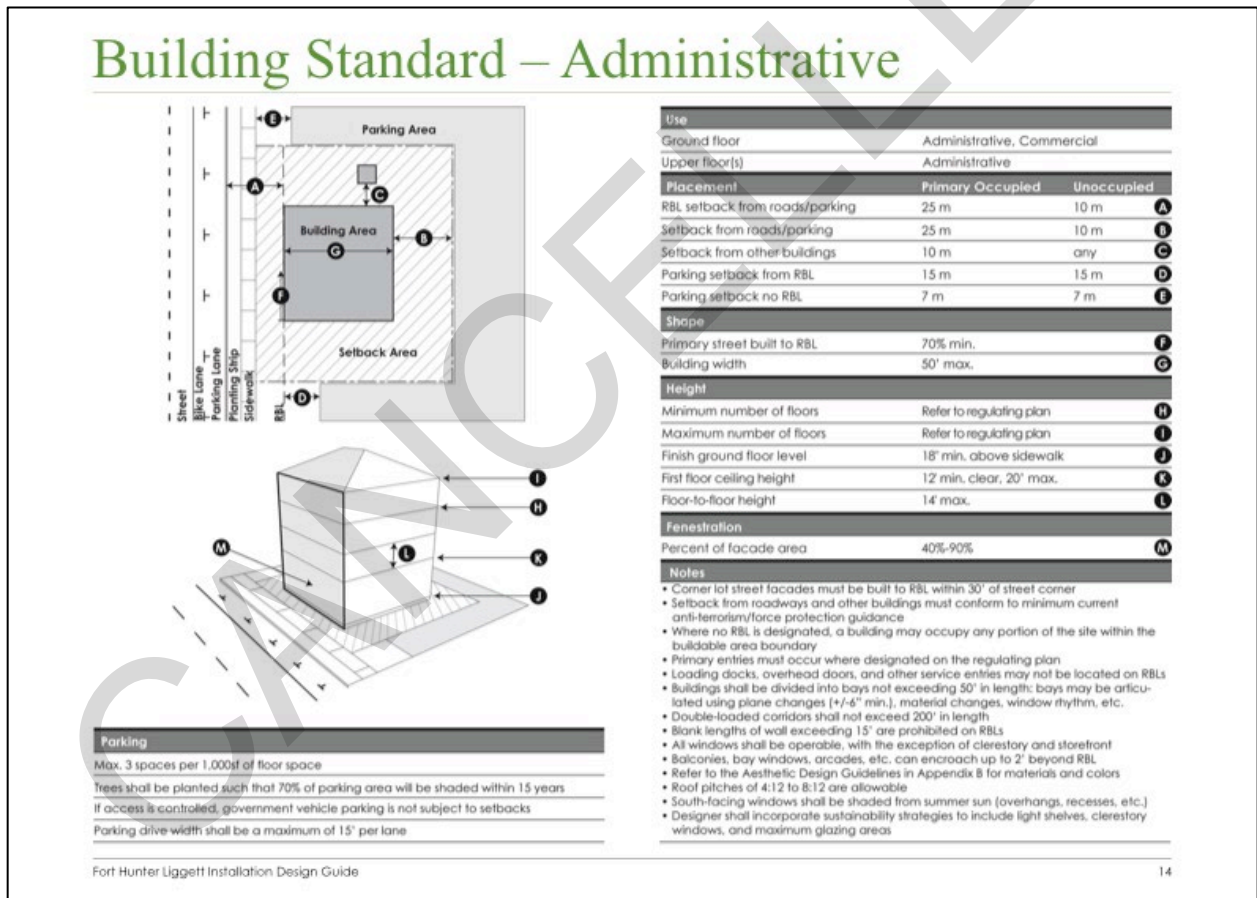 Building Standard – Administrative
E
Parking Area
A
C
Building Area
B
G
F
Setback Area
Street
Bike Lane
Parking Lane
Planting Strip
Sidewalk
RBL
D
I
H
M
L
K
J
Parking
Max. 3 spaces per 1,000sf of floor space
Trees shall be planted such that 70% of parking area will be shaded within 15 years
If access is controlled, government vehicle parking is not subject to setbacks
Parking drive width shall be a maximum of 15' per lane
Use
Ground floor Administrative, Commercial
Upper floor(s) Administrative
Placement Primary Occupied Unoccupied
RBL setback from roads/parking 25 m 10 m A
Setback from roads/parking 25 m 10 m B
Setback from other buildings 10 m any C
Parking setback from RBL 15 m 15 m D
Parking setback no RBL 7 m 7 m E
Shape
Primary street built to RBL 70% min. F
Building width 50' max. G
Height
Minimum number of floors Refer to regulating plan H
Maximum number of floors Refer to regulating plan I
Finish ground floor level 18" min. above sidewalk J
First floor ceiling height 12' min. clear, 20' max. K
Floor-to-floor height 14' max. L
Fenestration
Percent of facade area 40%-90% M
Notes
• Corner lot street facades must be built to RBL within 30' of street corner
• Setback from roadways and other buildings must conform to minimum current
anti-terrorism/force protection guidance
• Where no RBL is designated, a building may occupy any portion of the site within the
buildable area boundary
• Primary entries must occur where designated on the regulating plan
• Loading docks, overhead doors, and other service entries may not be located on RBLs
• Buildings shall be divided into bays not exceeding 50' in length; bays may be articu-
lated using plane changes (+/-6" min.), material changes, window rhythm, etc.
• Double-loaded corridors shall not exceed 200' in length
• Blank lengths of wall exceeding 15' are prohibited on RBLs
• All windows shall be operable, with the exception of clerestory and storefront
• Balconies, bay windows, arcades, etc. can encroach up to 2' beyond RBL
• Refer to the Aesthetic Design Guidelines in Appendix B for materials and colors
• Roof pitches of 4:12 to 8:12 are allowable
• South-facing windows shall be shaded from summer sun (overhangs, recesses, etc.)
• Designer shall incorporate sustainability strategies to include light shelves, clerestory
windows, and maximum glazing areas
Fort Hunter Liggett Installation Design Guide 14
CANCELLE